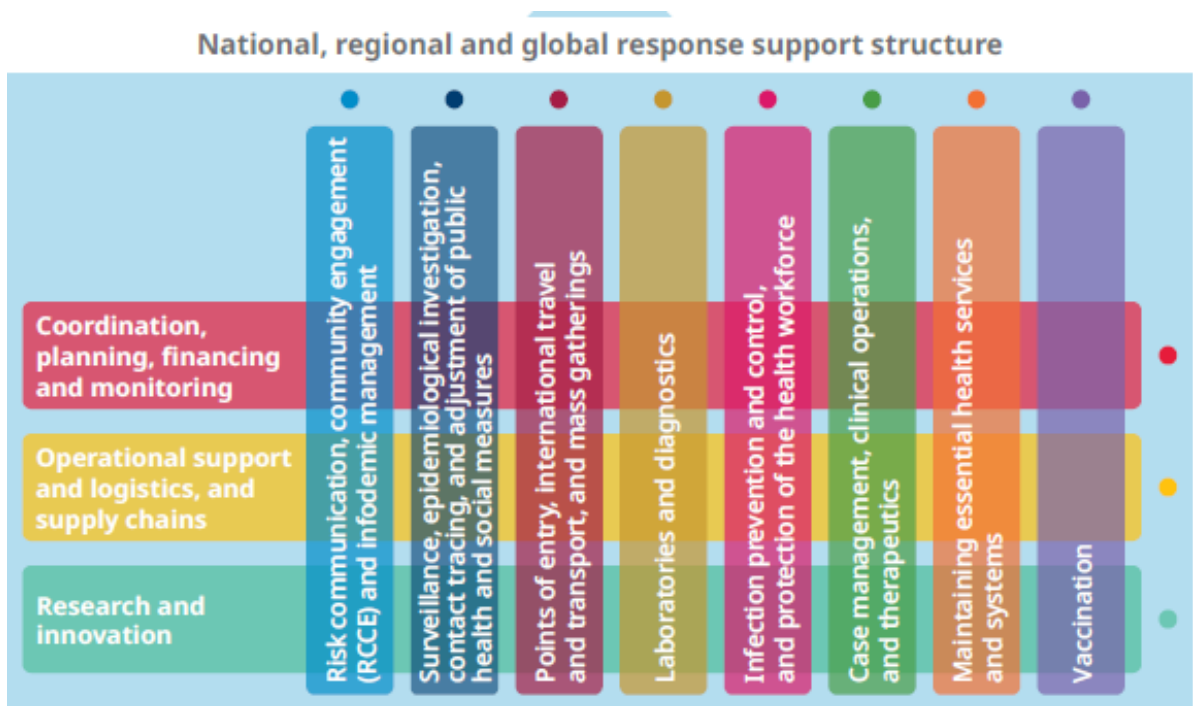 National, regional and global response support structure
Risk communication, community engagement
(RCCE) and infodemic management
Surveillance, epidemiological investigation,
contact tracing, and adjustment of public
health and social measures
Points of entry, international travel
and transport, and mass gatherings
Laboratories and diagnostics
Infection prevention and control,
and protection of the health workforce
Case management, clinical operations,
and therapeutics
Maintaining essential health services
and systems
Vaccination
Coordination,
planning, financing
and monitoring
Operational support
and logistics, and
supply chains
Research and
innovation